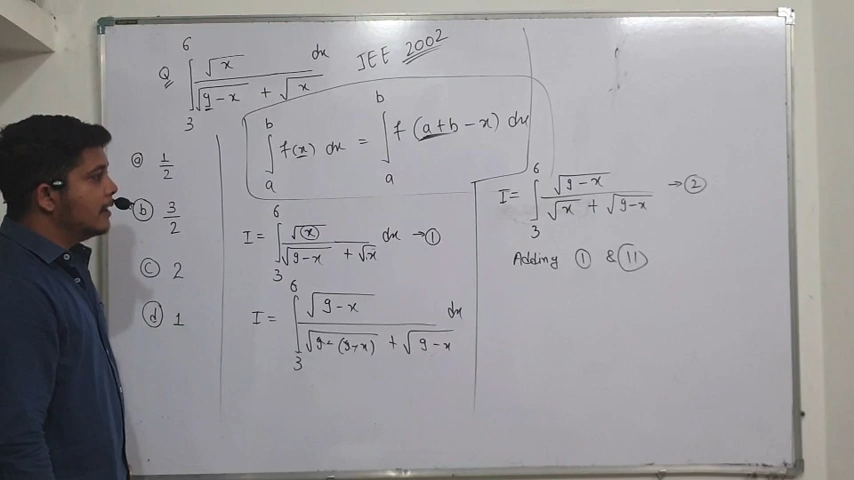 Q ∫₃⁶ √x / (√(9-x) + √x) dx JEE 2002
∫ₐᵇ f(x) dx = ∫ₐᵇ f(a+b-x) dx
ⓐ 1/2
ⓑ 3/2
ⓒ 2
ⓓ 1
I = ∫₃⁶ √(x) / (√(9-x) + √x) dx → ①
I = ∫₃⁶ √(9-x) / (√(9-(9-x)) + √(9-x)) dx
I = ∫₃⁶ √(9-x) / (√x + √(9-x)) → ②
Adding ① & ⑪